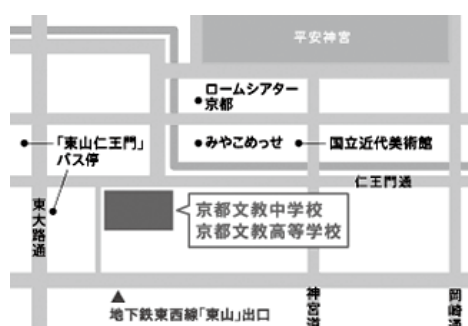 平安神宮
ロームシアター
京都
「東山仁王門」
バス停
みやこめっせ
国立近代美術館
仁王門通
東大路通
京都文教中学校
京都文教高等学校
地下鉄東西線「東山」出口
神宮道
岡崎通